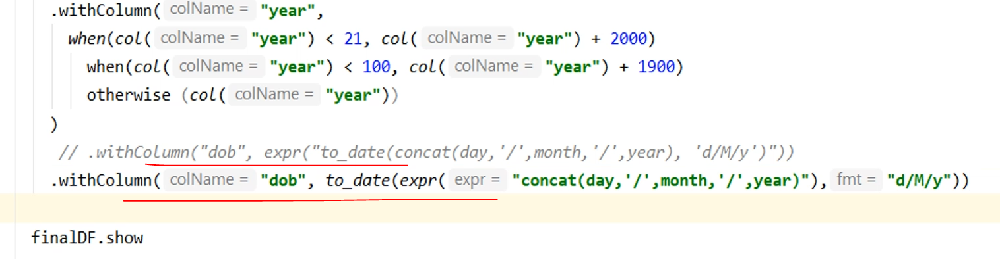 .withColumn( colName = "year",
when(col( colName = "year") < 21, col( colName = "year") + 2000)
when(col( colName = "year") < 100, col( colName = "year") + 1900)
otherwise (col( colName = "year"))
)
// .withColumn("dob", expr("to_date(concat(day,'/',month,'/',year), 'd/M/y')"))
.withColumn( colName = "dob", to_date(expr( expr = "concat(day,'/',month,'/',year)"), fmt = "d/M/y"))
finalDF.show